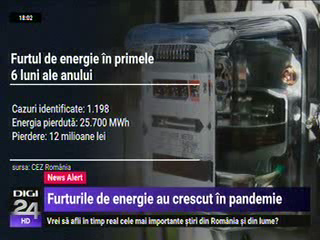 18:02
Furtul de energie în primele
6 luni ale anului
Cazuri identificate: 1.198
Energia pierdută: 25.700 MWh
Pierdere: 12 milioane lei
sursa: CEZ România
News Alert
DIGI
24
HD
Furturile de energie au crescut în pandemie
Vrei să afli în timp real cele mai importante știri din România și din lume?